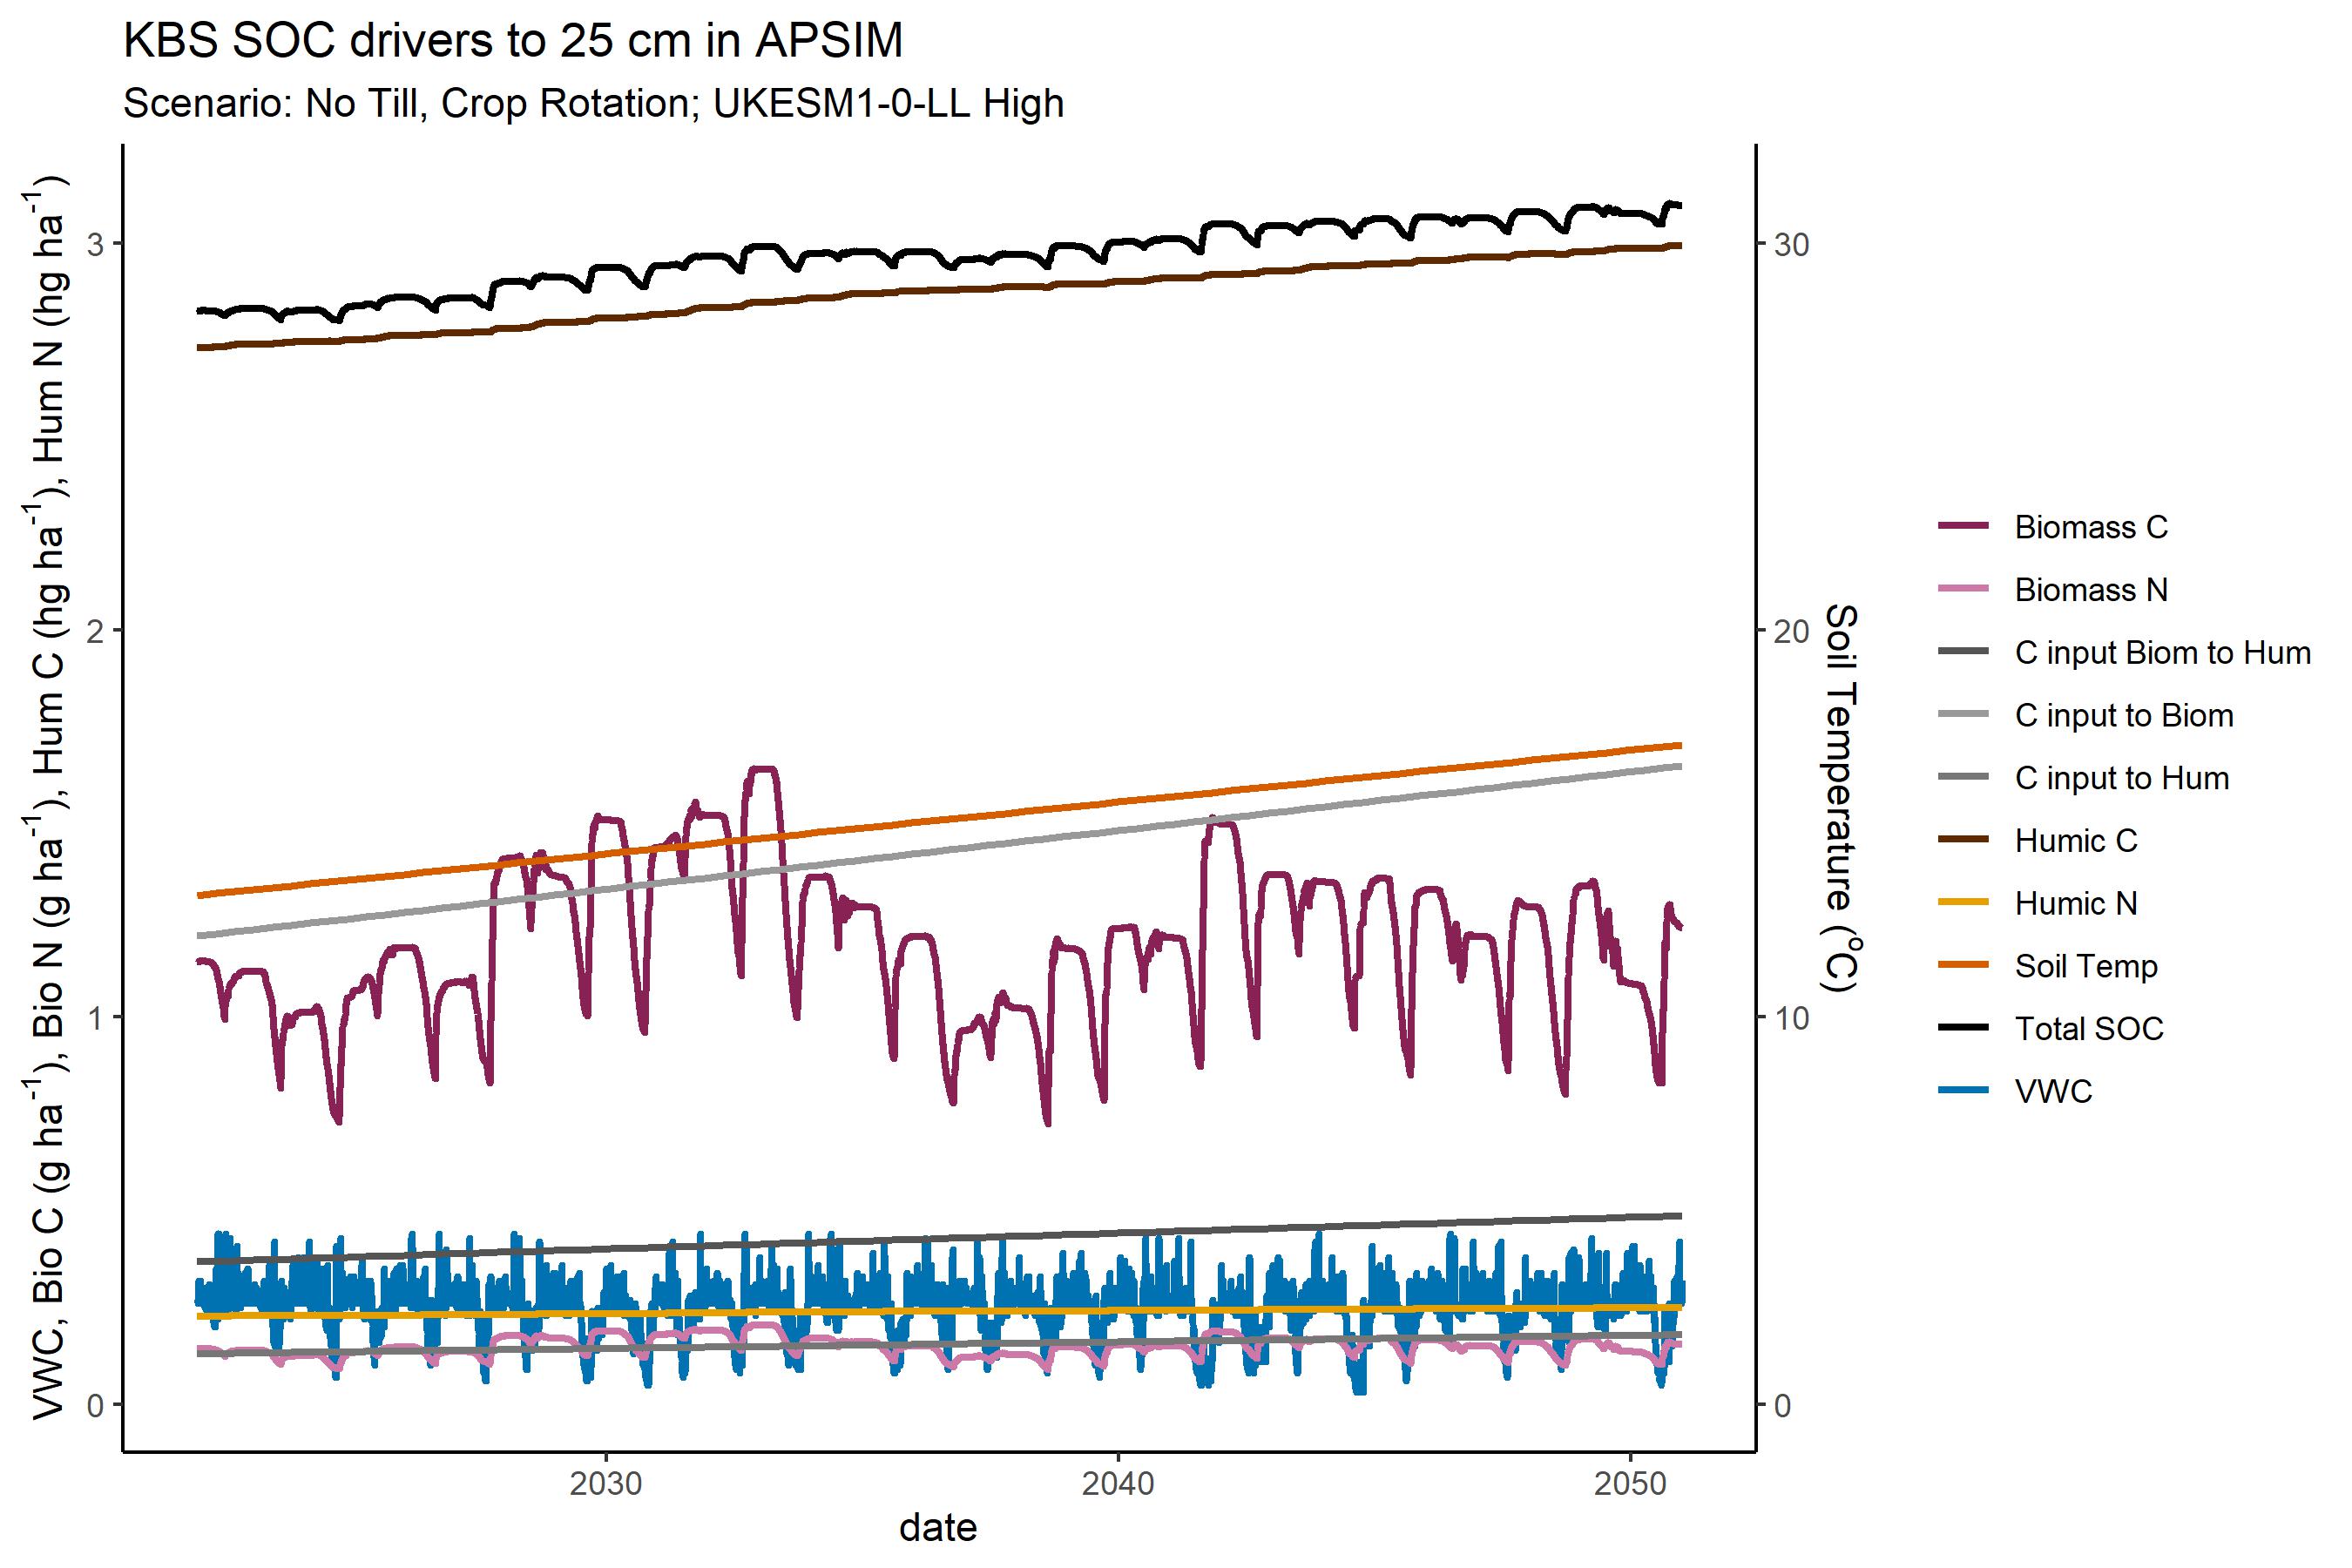 KBS SOC drivers to 25 cm in APSIM
Scenario: No Till, Crop Rotation; UKESM1-0-LL High
VWC, Bio C (g ha⁻¹), Bio N (g ha⁻¹), Hum C (hg ha⁻¹), Hum N (hg ha⁻¹)
3
2
1
0
30
20
10
0
Soil Temperature (°C)
2030
2040
2050
date
Biomass C
Biomass N
C input Biom to Hum
C input to Biom
C input to Hum
Humic C
Humic N
Soil Temp
Total SOC
VWC